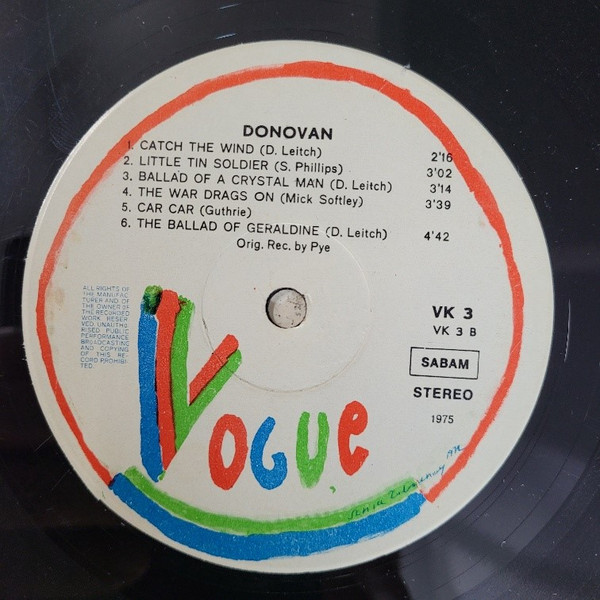 DONOVAN
1. CATCH THE WIND (D. Leitch) 2'16
2. LITTLE TIN SOLDIER (S. Phillips) 3'02
3. BALLAD OF A CRYSTAL MAN (D. Leitch) 3'14
4. THE WAR DRAGS ON (Mick Softley) 3'39
5. CAR CAR (Guthrie)
6. THE BALLAD OF GERALDINE (D. Leitch) 4'42
Orig. Rec. by Pye
ALL RIGHTS OF
THE MANUFAC
TURER AND OF
THE OWNER OF
THE RECORDED
WORK RESER
VED. UNAUTHO
RISED PUBLIC
PERFORMANCE
BROADCASTING
AND COPYING
OF THIS RE
CORD PROHIBI
TED.
VK 3
VK 3 B
SABAM
STEREO
1975
VOGUE